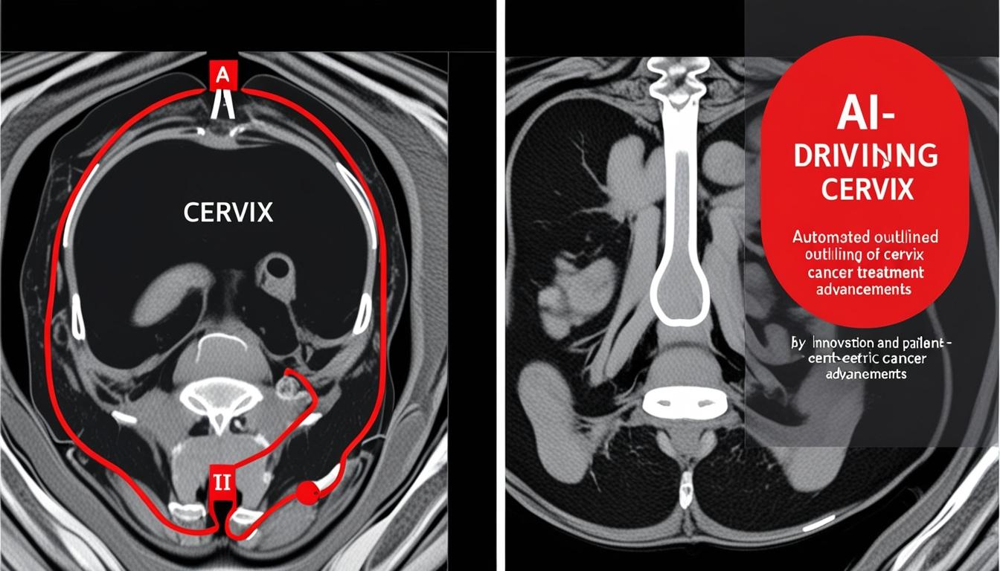 A
CERVIX
II
AI-
DRIVINNG
CERVIX
Automated outllined
outlliling of cervix
cancer treatment
advancements
By Innovstion and pailent-
cent-eetric cancer
advanements